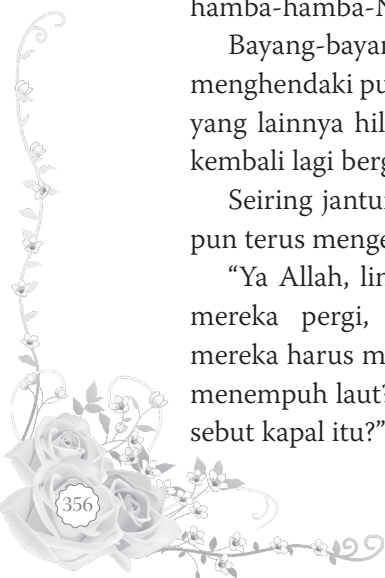 hamba-hamba-N
Bayang-bayan
menghendaki pu
yang lainnya hil
kembali lagi berg
Seiring jantu
pun terus menge
“Ya Allah, lin
mereka pergi,
mereka harus m
menempuh laut?
sebut kapal itu?”
356